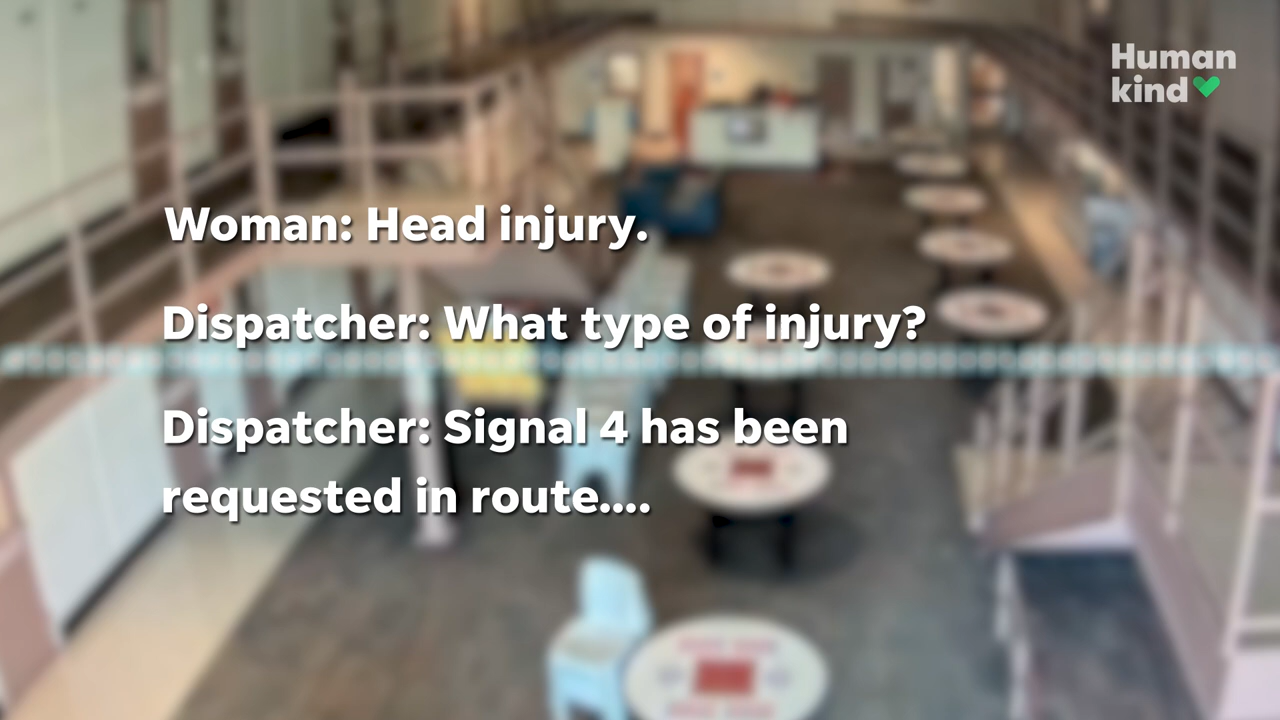 Human
kind
Woman: Head injury.
Dispatcher: What type of injury?
Dispatcher: Signal 4 has been
requested in route....